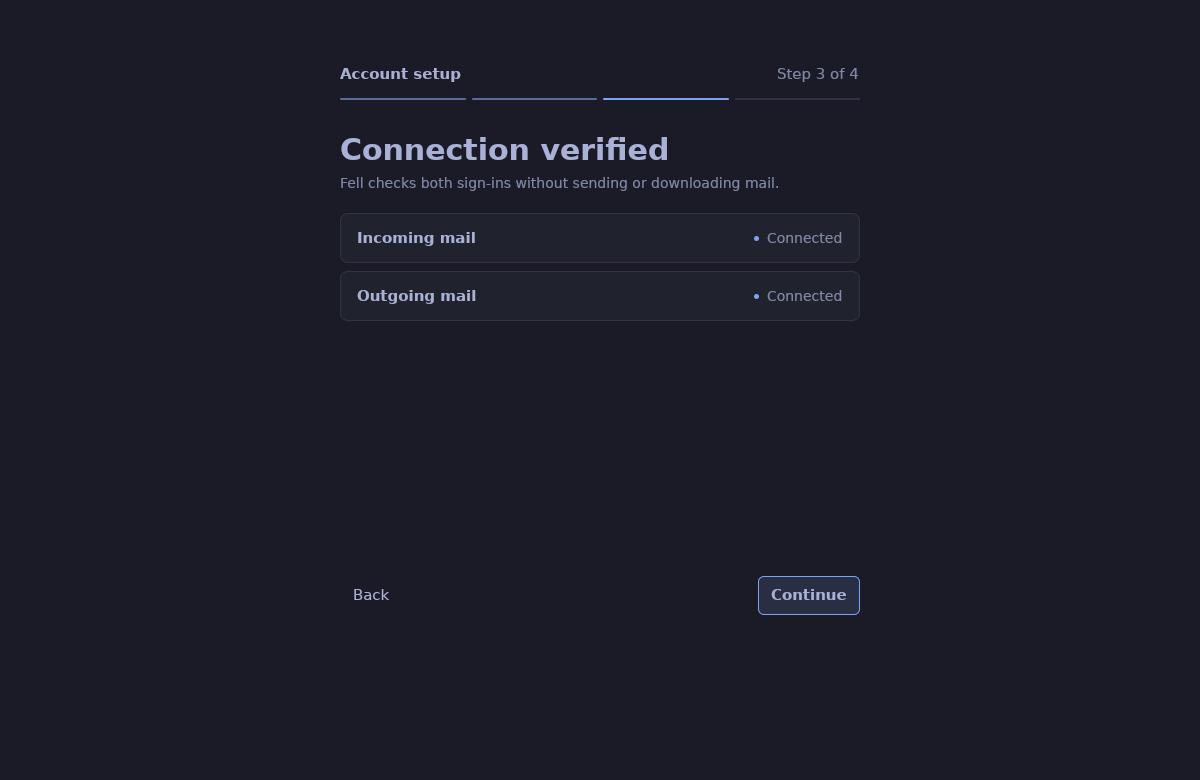 Account setup
Step 3 of 4
Connection verified
Fell checks both sign-ins without sending or downloading mail.
Incoming mail
Connected
Outgoing mail
Connected
Back
Continue